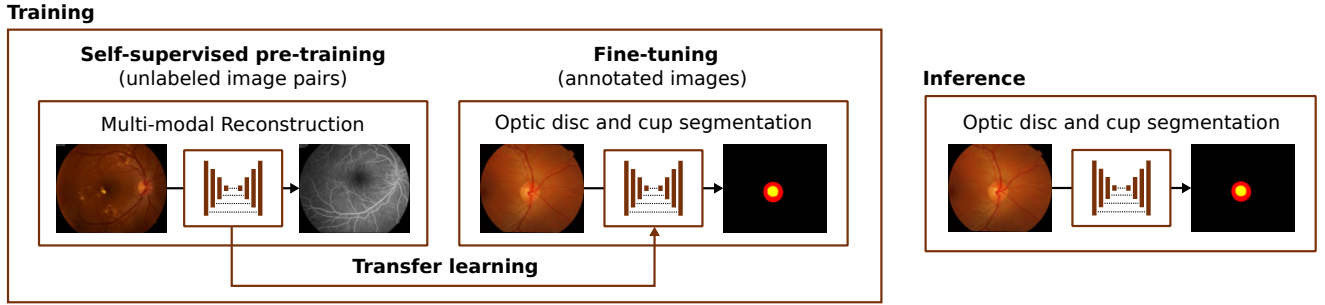 Training
Self-supervised pre-training
(unlabeled image pairs)
Multi-modal Reconstruction
Transfer learning
Fine-tuning
(annotated images)
Optic disc and cup segmentation
Inference
Optic disc and cup segmentation